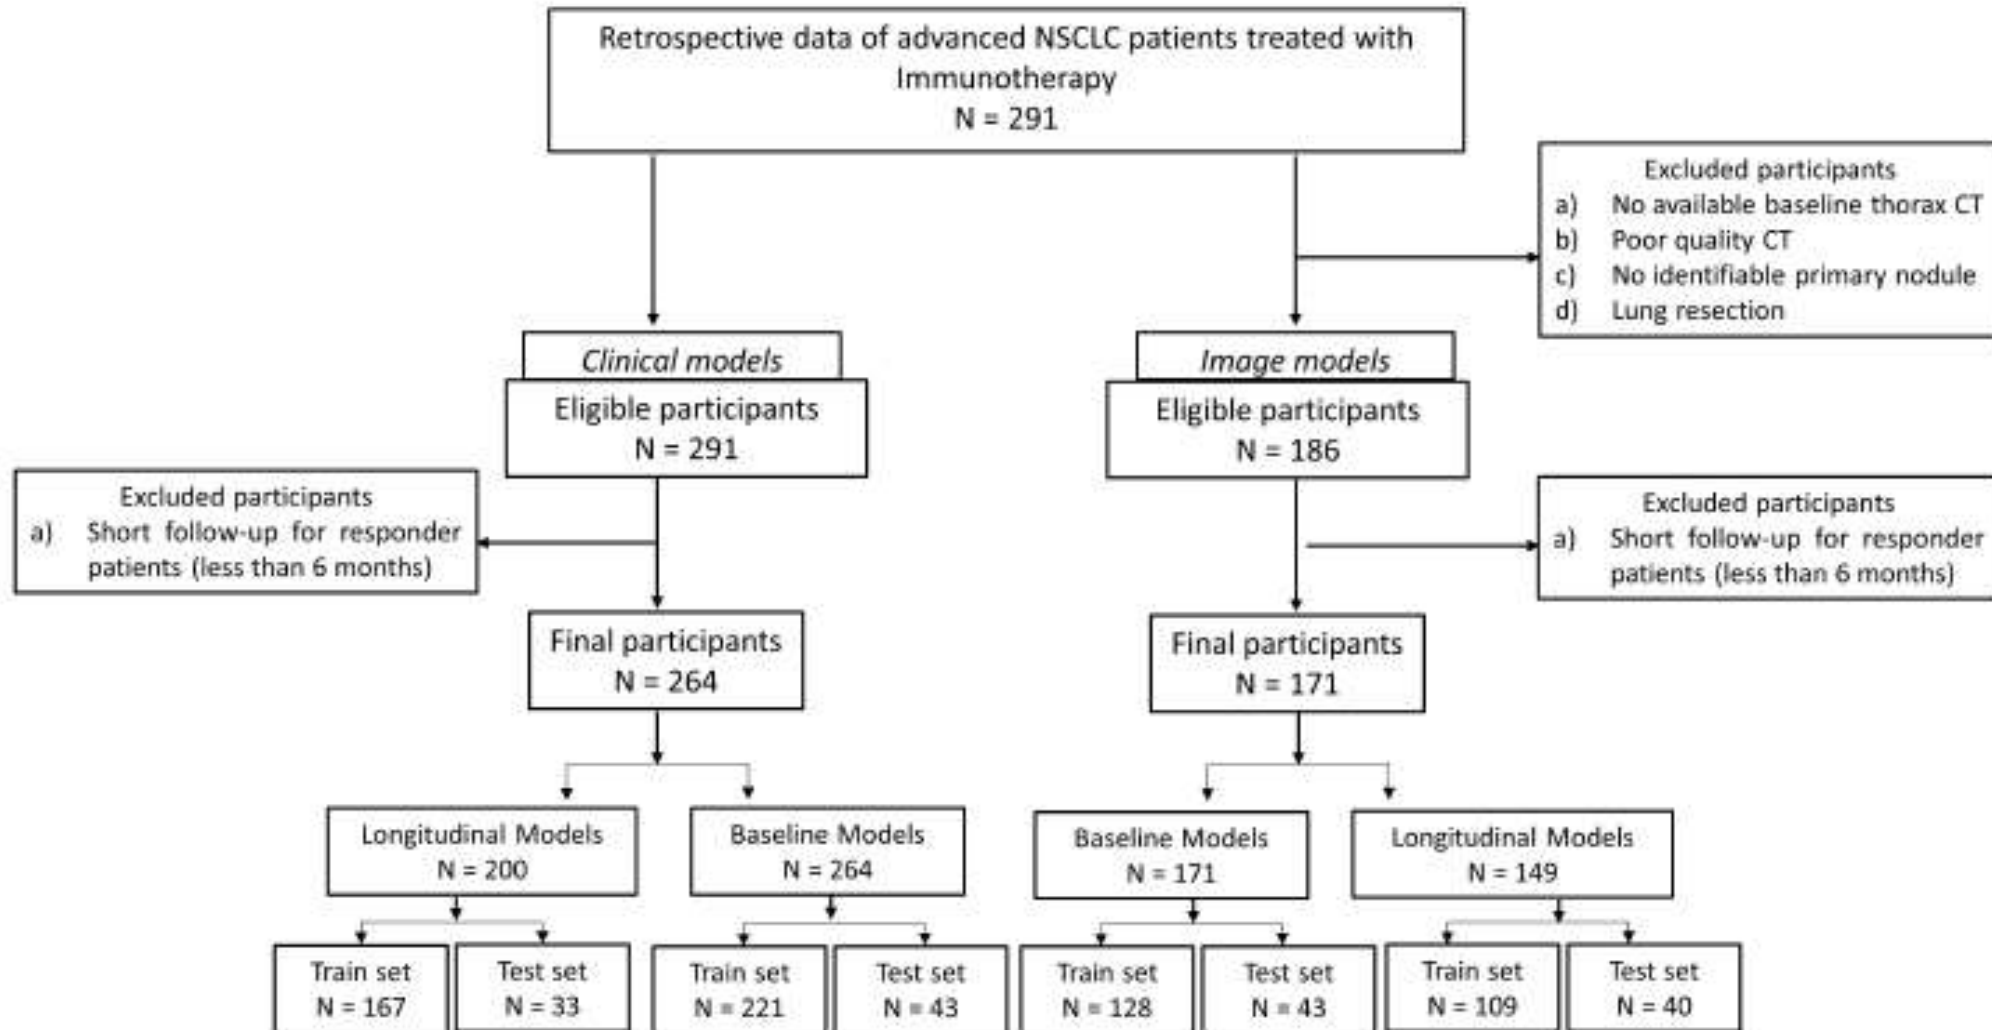 Retrospective data of advanced NSCLC patients treated with
Immunotherapy
N = 291
Excluded participants
a) No available baseline thorax CT
b) Poor quality CT
c) No identifiable primary nodule
d) Lung resection
Clinical models
Eligible participants
N = 291
Image models
Eligible participants
N = 186
Excluded participants
a) Short follow-up for responder
patients (less than 6 months)
Excluded participants
a) Short follow-up for responder
patients (less than 6 months)
Final participants
N = 264
Final participants
N = 171
Longitudinal Models
N = 200
Baseline Models
N = 264
Baseline Models
N = 171
Longitudinal Models
N = 149
Train set
N = 167
Test set
N = 33
Train set
N = 221
Test set
N = 43
Train set
N = 128
Test set
N = 43
Train set
N = 109
Test set
N = 40